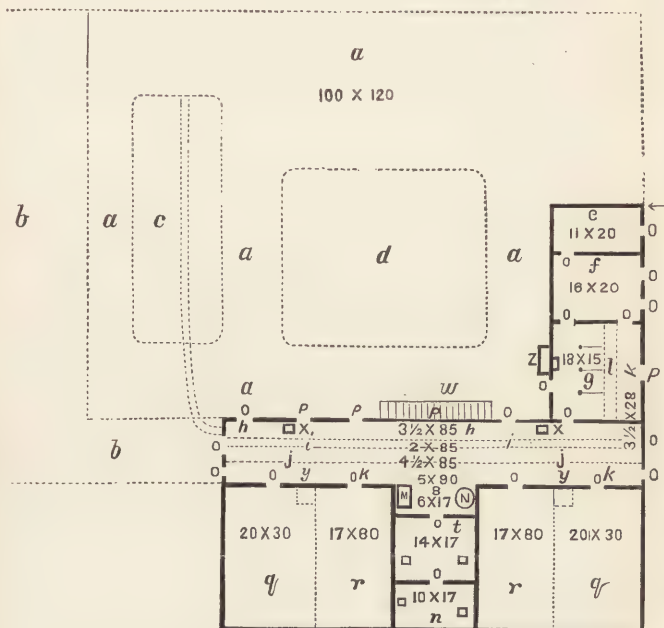 a
100 X 120
b a c a d a
e
11 X 20
O
O f
16 X 20
O
O
O O
Z 18 X 15 l k P
g
O
3½ X 28
a w
O P P P O O
h 3½ X 85 h
X X
O i 2 X 85 i O
b j 4½ X 85 j
O O y O k 5 X 90 O y O k O
M B N
6 X 17
O t
20 X 30 17 X 80 14 X 17 17 X 80 201 X 30
O
q r 10 X 17 r q
n